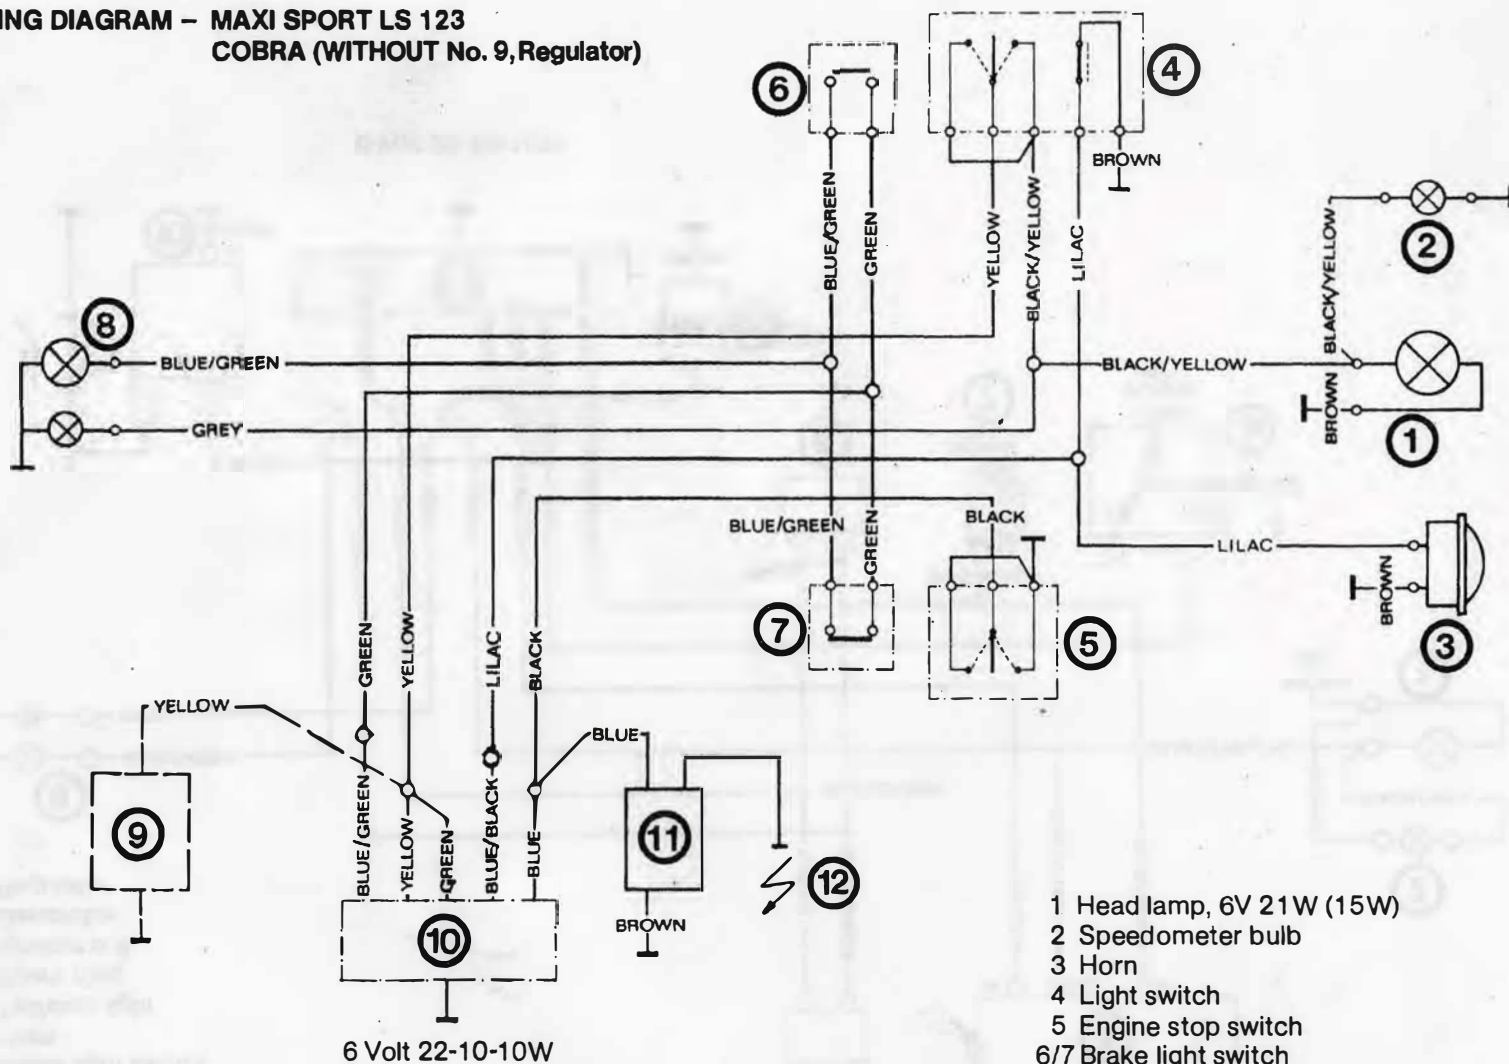 ING DIAGRAM – MAXI SPORT LS 123
COBRA (WITHOUT No. 9, Regulator)
6
4
BROWN
BLUE/GREEN
GREEN
YELLOW
BLACK/YELLOW
LILAC
BLACK/YELLOW
2
8
BLUE/GREEN
BLACK/YELLOW
BROWN
1
GREY
BLUE/GREEN
GREEN
BLACK
LILAC
BROWN
3
7
5
GREEN
YELLOW
LILAC
BLACK
YELLOW
BLUE
9
BLUE/GREEN
YELLOW
GREEN
BLUE/BLACK
BLUE
11
12
BROWN
10
6 Volt 22-10-10W
1 Head lamp, 6V 21W (15W)
2 Speedometer bulb
3 Horn
4 Light switch
5 Engine stop switch
6/7 Brake light switch